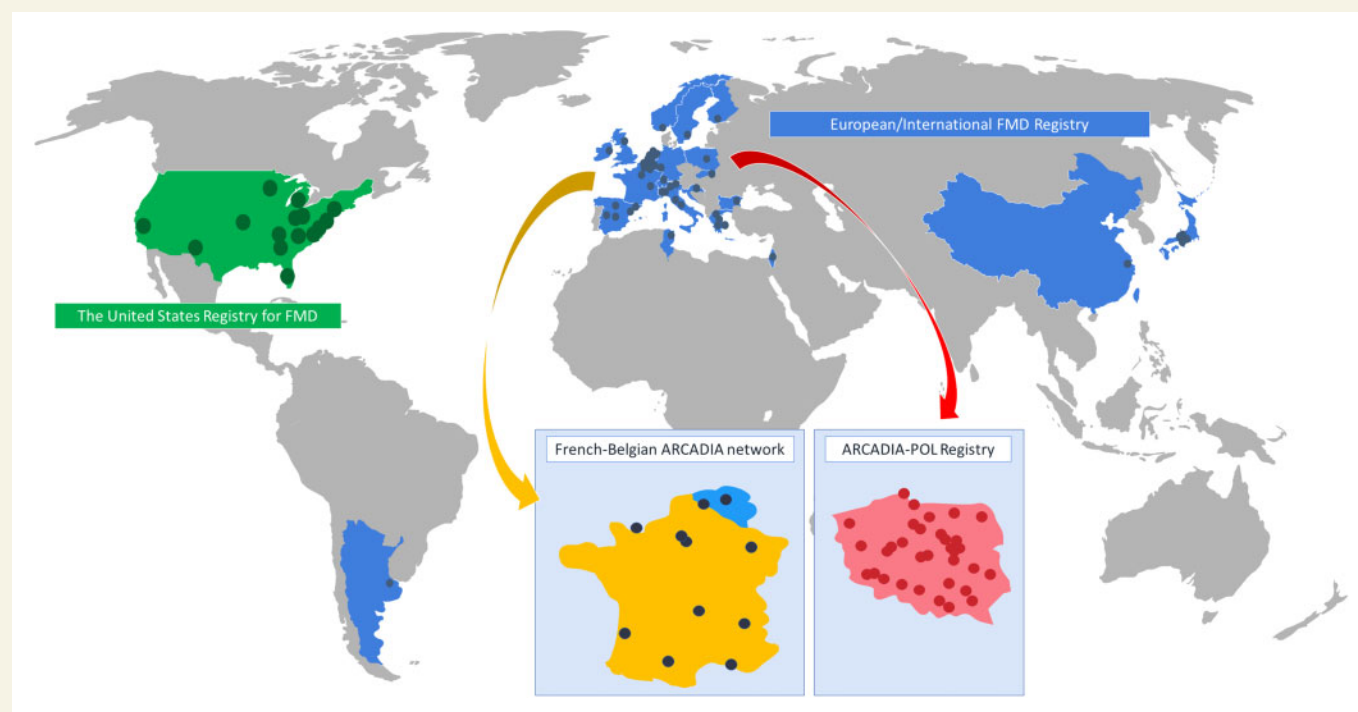 European/International FMD Registry
The United States Registry for FMD
French-Belgian ARCADIA network
ARCADIA-POL Registry